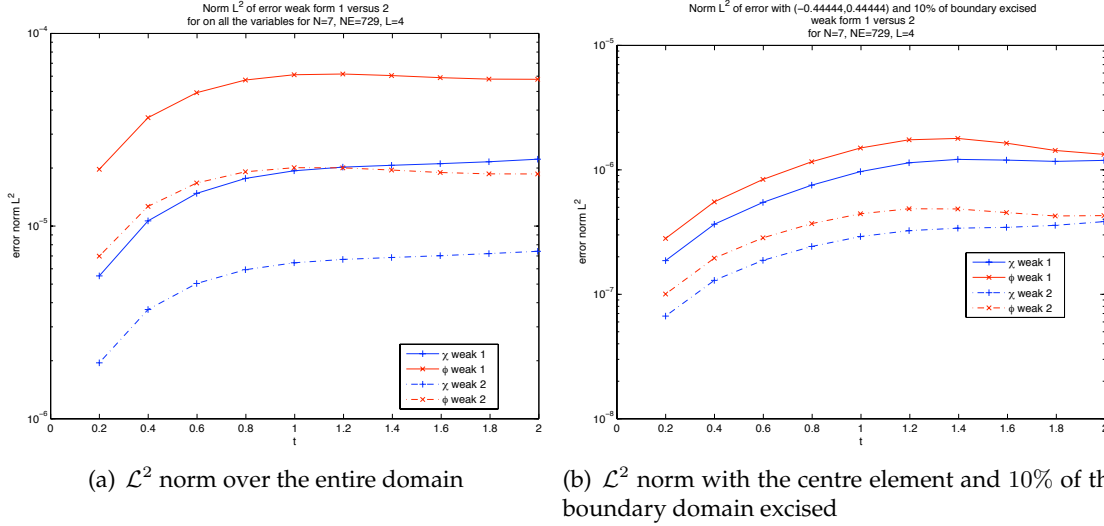 Norm L² of error weak form 1 versus 2
for on all the variables for N=7, NE=729, L=4
10⁻⁴
10⁻⁵
10⁻⁶
error norm L²
0 0.2 0.4 0.6 0.8 1 1.2 1.4 1.6 1.8 2
t
χ weak 1
ϕ weak 1
χ weak 2
ϕ weak 2
(a) ℒ² norm over the entire domain
Norm L² of error with (−0.44444,0.44444) and 10% of boundary excised
weak form 1 versus 2
for N=7, NE=729, L=4
10⁻⁵
10⁻⁶
10⁻⁷
10⁻⁸
error norm L²
0 0.2 0.4 0.6 0.8 1 1.2 1.4 1.6 1.8 2
t
χ weak 1
ϕ weak 1
χ weak 2
ϕ weak 2
(b) ℒ² norm with the centre element and 10% of th
boundary domain excised